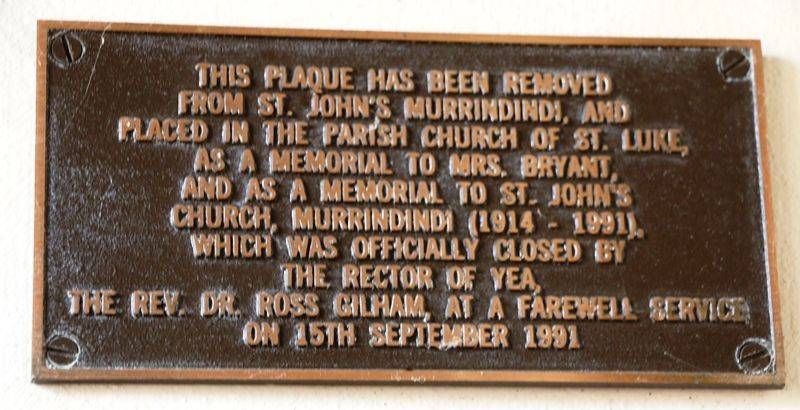 THIS PLAQUE HAS BEEN REMOVED
FROM ST. JOHN'S MURRINDINDI, AND
PLACED IN THE PARISH CHURCH OF ST. LUKE,
AS A MEMORIAL TO MRS. BRYANT,
AND AS A MEMORIAL TO ST. JOHN'S
CHURCH, MURRINDINDI (1914 - 1991),
WHICH WAS OFFICIALLY CLOSED BY
THE RECTOR OF YEA,
THE REV. DR. ROSS GILHAM, AT A FAREWELL SERVICE
ON 15TH SEPTEMBER 1991